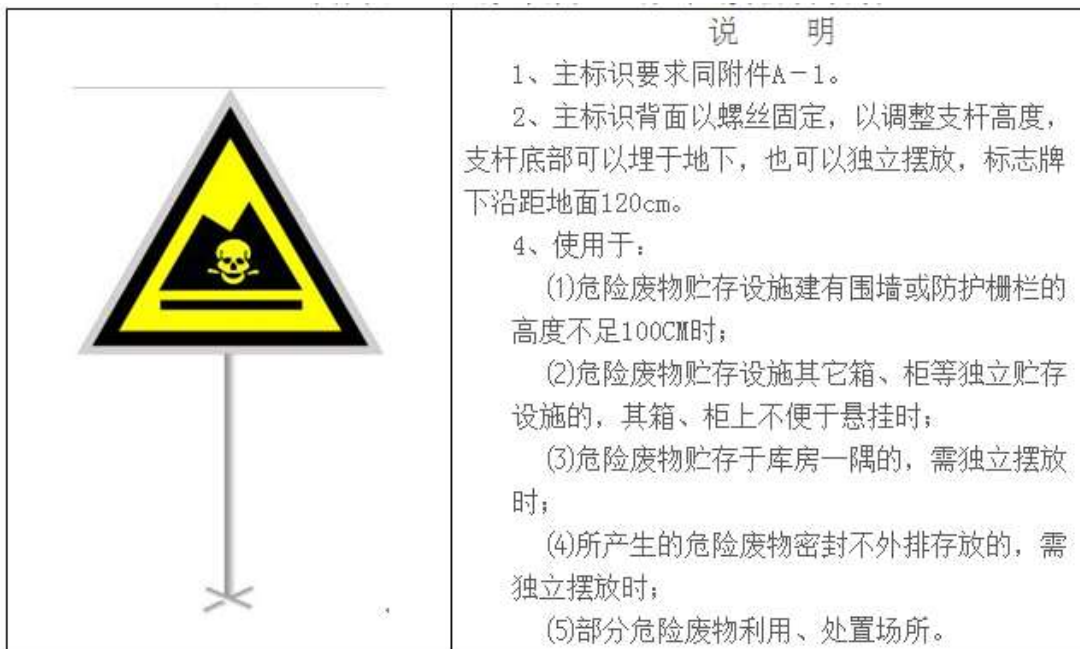 说 明
1、主标识要求同附件A－1。
2、主标识背面以螺丝固定，以调整支杆高度，
支杆底部可以埋于地下，也可以独立摆放，标志牌
下沿距地面120cm。
4、使用于：
⑴危险废物贮存设施建有围墙或防护栅栏的
高度不足100CM时；
⑵危险废物贮存设施其它箱、柜等独立贮存
设施的，其箱、柜上不便于悬挂时；
⑶危险废物贮存于库房一隅的，需独立摆放
时；
⑷所产生的危险废物密封不外排存放的，需
独立摆放时；
⑸部分危险废物利用、处置场所。